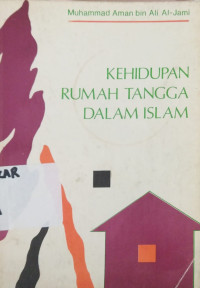 Muhammad Aman bin Ali Al-Jami
KEHIDUPAN
RUMAH TANGGA
DALAM ISLAM